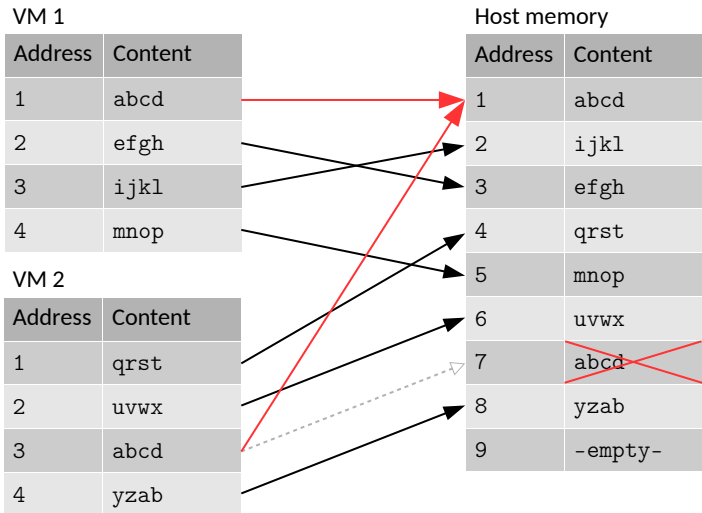 VM 1
Address Content
1 abcd
2 efgh
3 ijkl
4 mnop
VM 2
Address Content
1 qrst
2 uvwx
3 abcd
4 yzab
Host memory
Address Content
1 abcd
2 ijkl
3 efgh
4 qrst
5 mnop
6 uvwx
7 abcd
8 yzab
9 -empty-